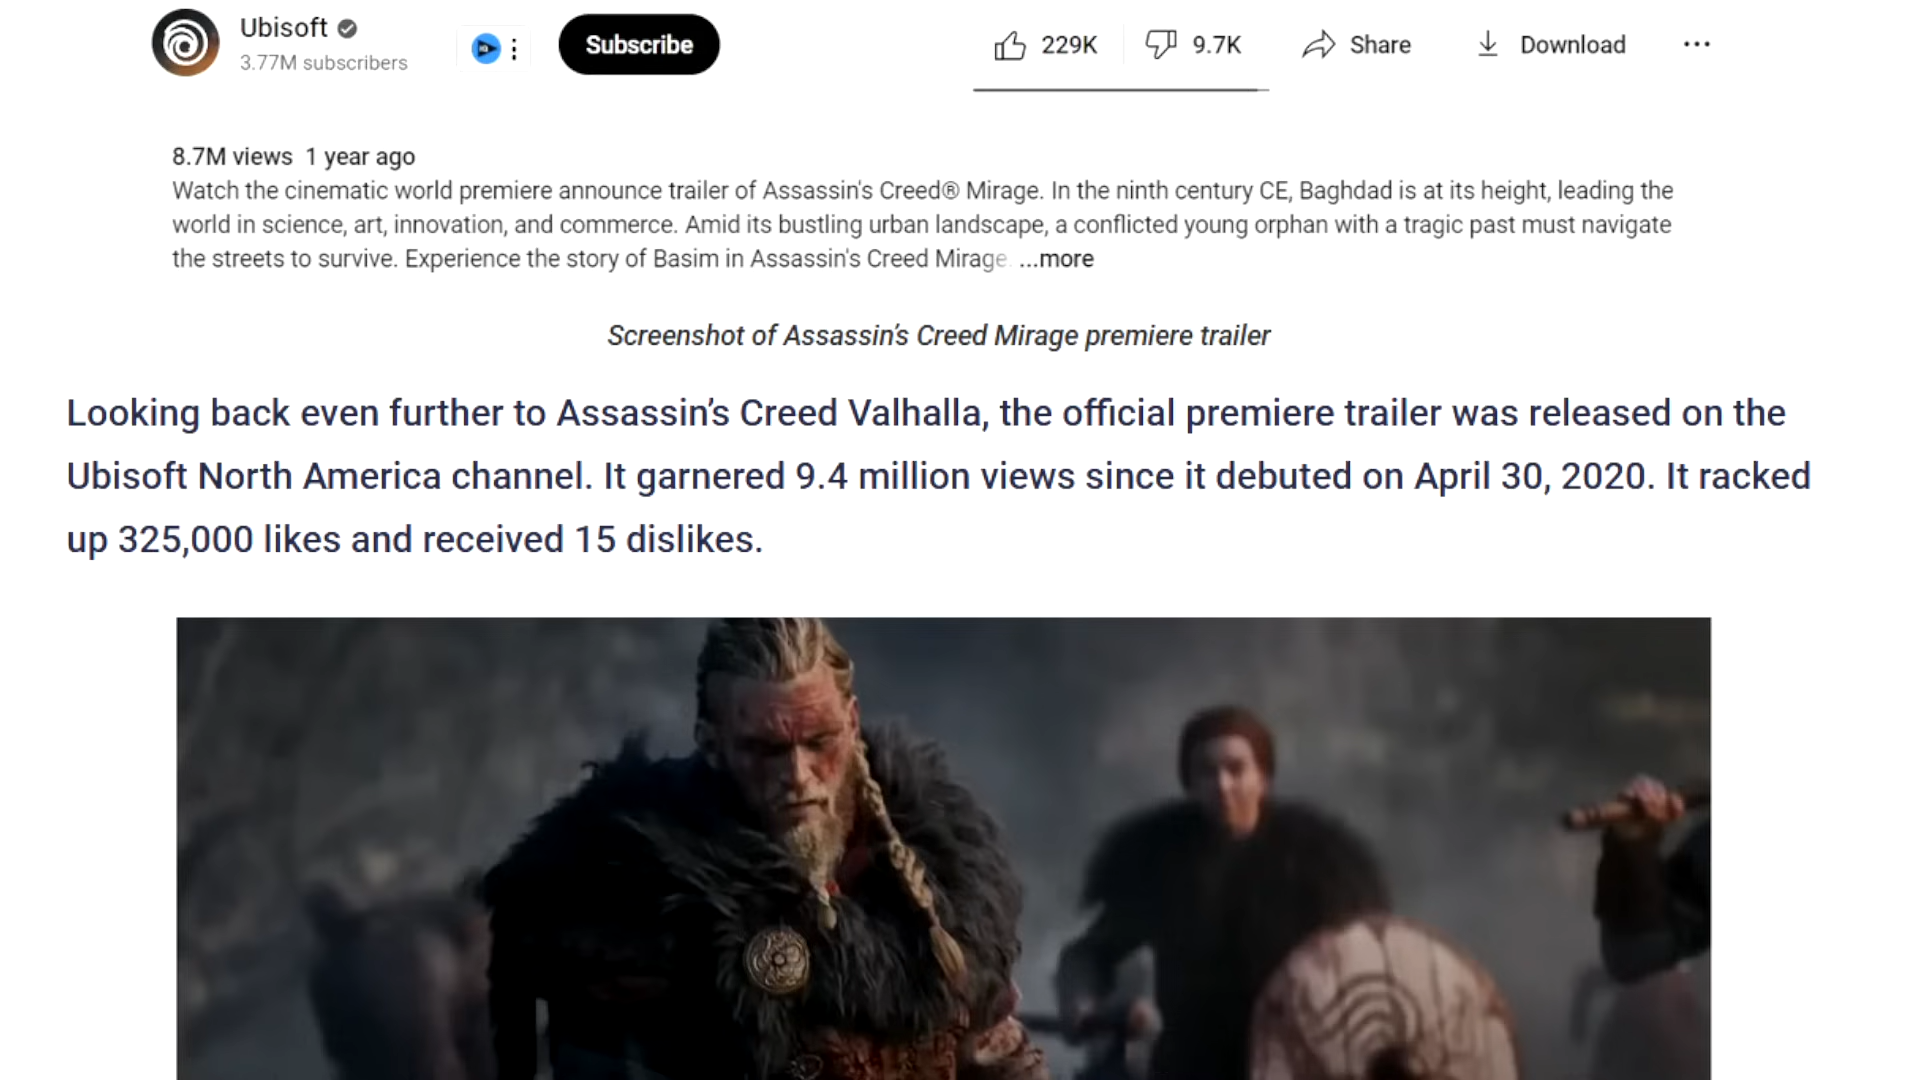 Ubisoft
3.77M subscribers
Subscribe
229K
9.7K
Share
Download
8.7M views 1 year ago
Watch the cinematic world premiere announce trailer of Assassin's Creed® Mirage. In the ninth century CE, Baghdad is at its height, leading the
world in science, art, innovation, and commerce. Amid its bustling urban landscape, a conflicted young orphan with a tragic past must navigate
the streets to survive. Experience the story of Basim in Assassin's Creed Mirage. ...more
Screenshot of Assassin’s Creed Mirage premiere trailer
Looking back even further to Assassin’s Creed Valhalla, the official premiere trailer was released on the
Ubisoft North America channel. It garnered 9.4 million views since it debuted on April 30, 2020. It racked
up 325,000 likes and received 15 dislikes.